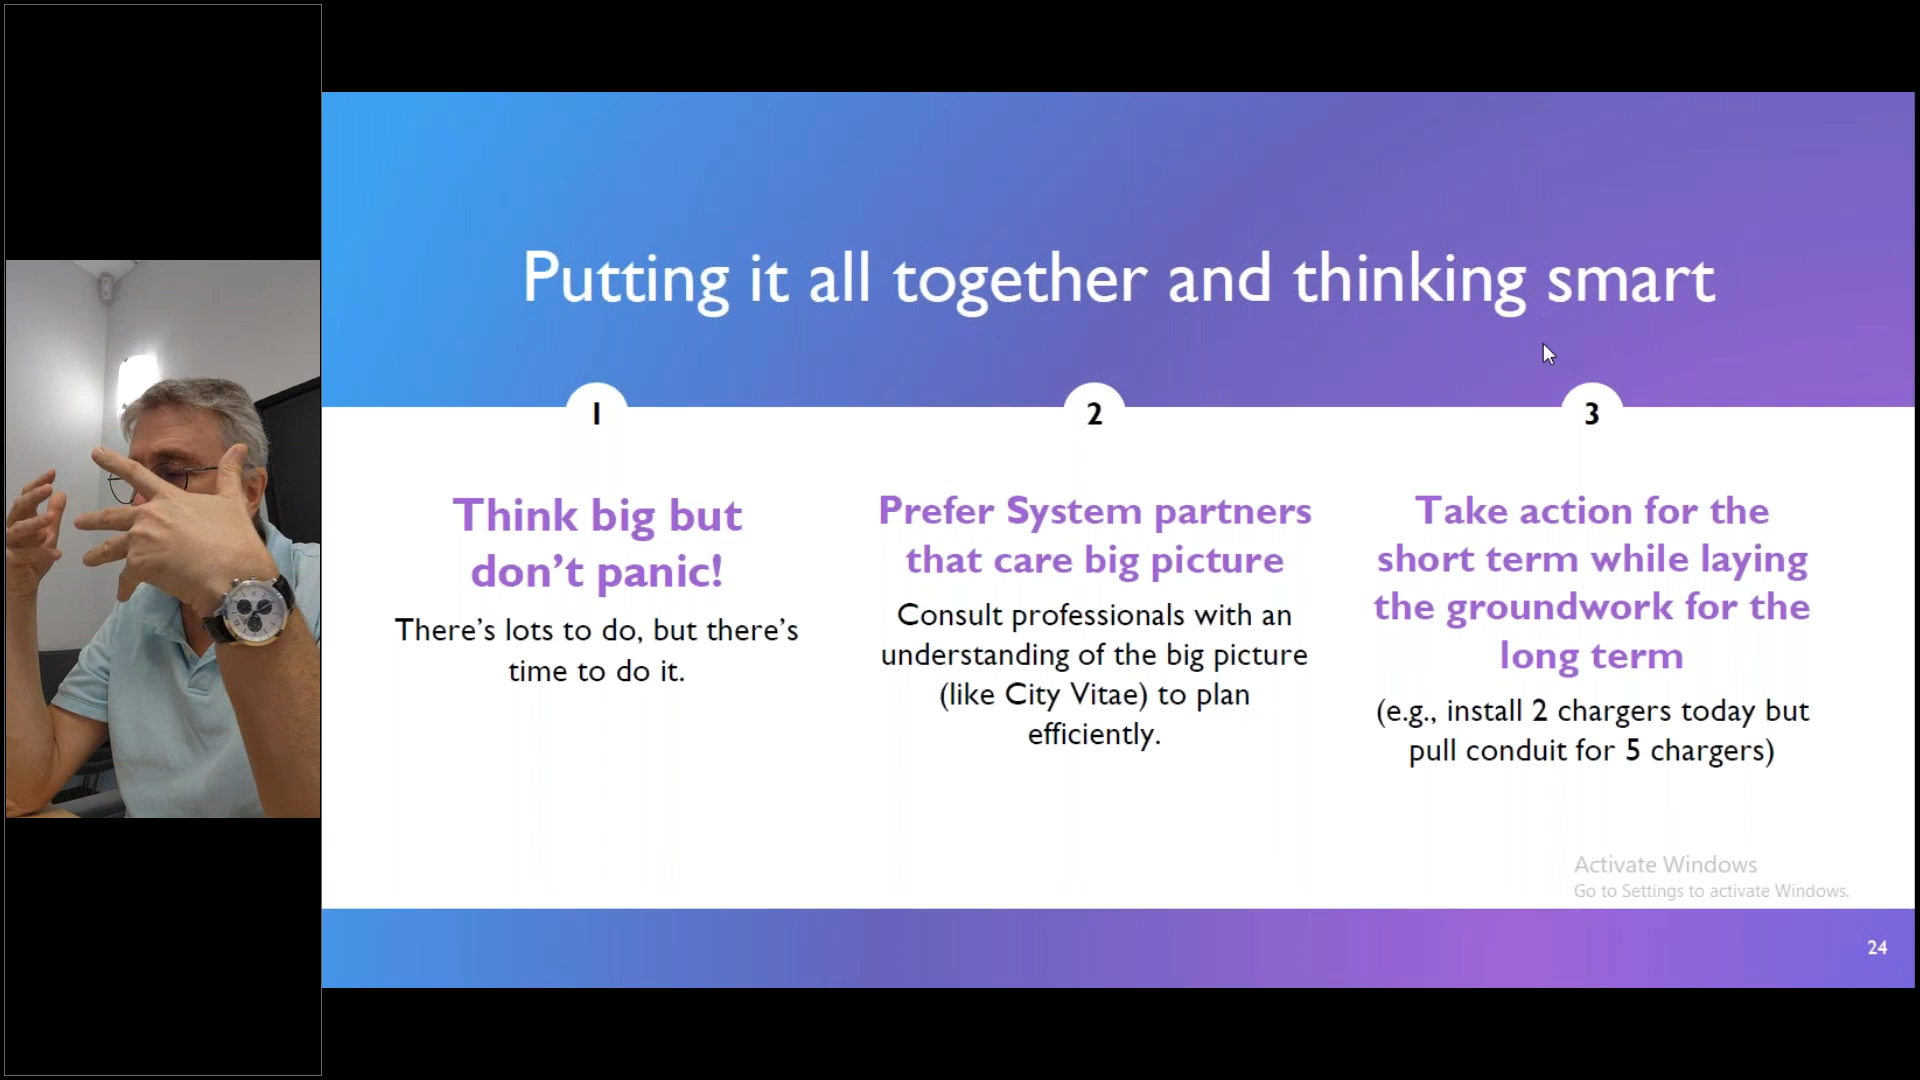 Putting it all together and thinking smart
1
Think big but
don’t panic!
There’s lots to do, but there’s
time to do it.
2
Prefer System partners
that care big picture
Consult professionals with an
understanding of the big picture
(like City Vitae) to plan
efficiently.
3
Take action for the
short term while laying
the groundwork for the
long term
(e.g., install 2 chargers today but
pull conduit for 5 chargers)
Activate Windows
Go to Settings to activate Windows.
24